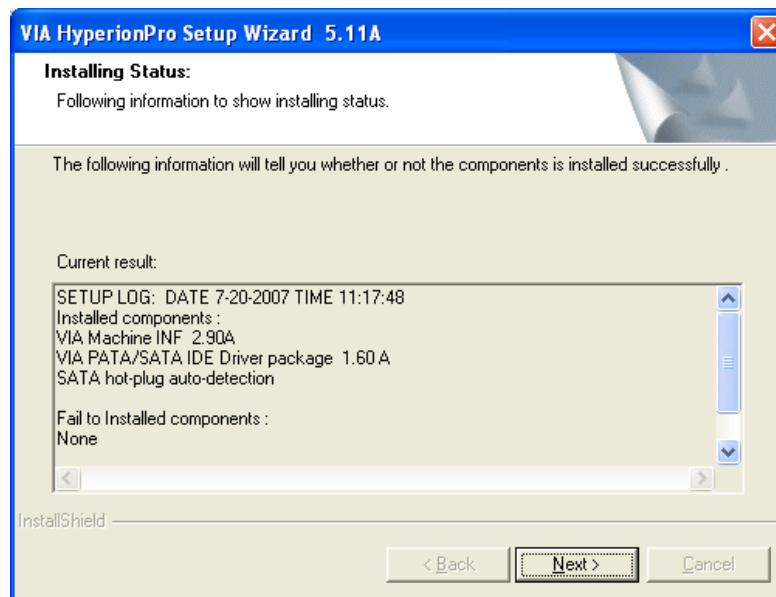 VIA HyperionPro Setup Wizard 5.11A
Installing Status:
Following information to show installing status.
The following information will tell you whether or not the components is installed successfully .
Current result:
SETUP LOG: DATE 7-20-2007 TIME 11:17:48
Installed components :
VIA Machine INF 2.90A
VIA PATA/SATA IDE Driver package 1.60 A
SATA hot-plug auto-detection
Fail to Installed components :
None
InstallShield
< Back Next > Cancel